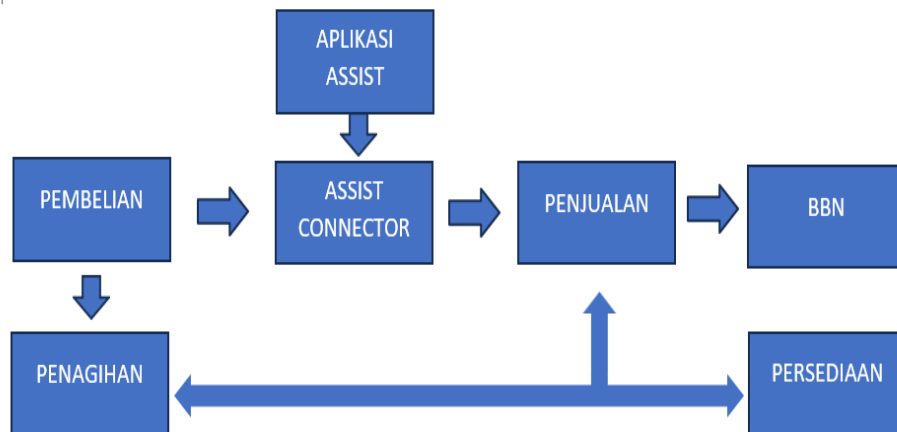 APLIKASI
ASSIST
PEMBELIAN
ASSIST
CONNECTOR
PENJUALAN
BBN
PENAGIHAN
PERSEDIAAN